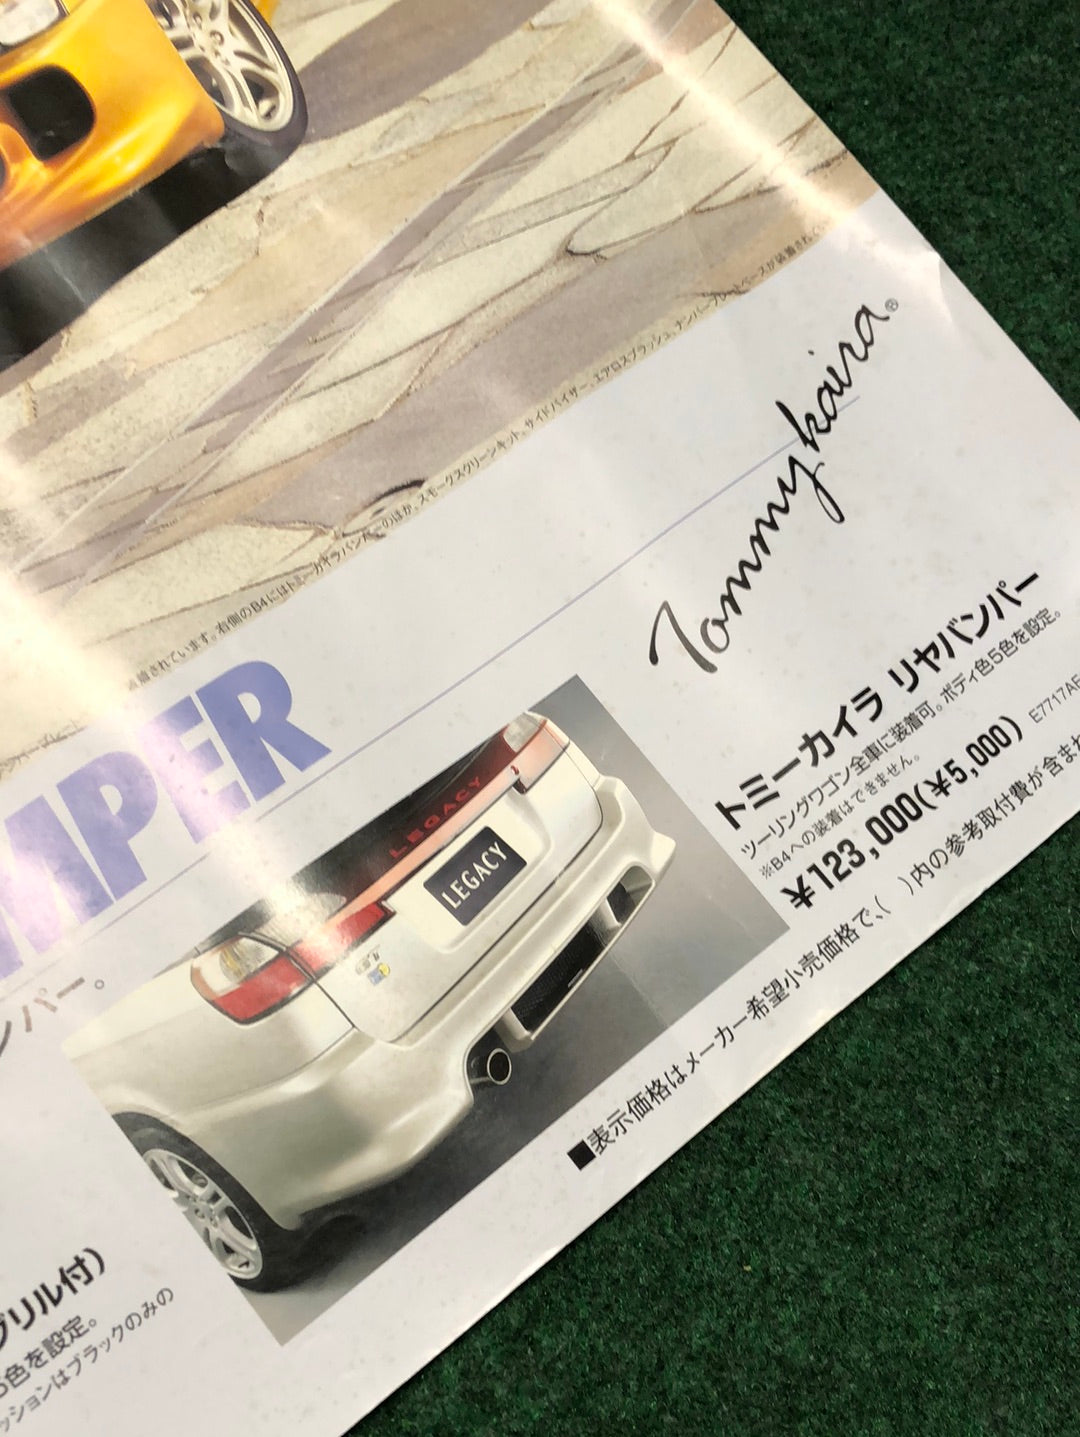 装着されています。右側のB4にはトミーカイラバンパーのほか、スモークスクリーンキット、サイドバイザー、エアロスプラッシュ、ナンバープレートベースが装着されて
MPER
Tommykaira®
ンパー。
LEGACY
LEGACY
トミーカイラ リヤバンパー
ツーリングワゴン全車に装着可。ボディ色5色を設定。
※B4への装着はできません。
¥123,000(¥5,000) E7717AE
■表示価格はメーカー希望小売価格で、( )内の参考取付費が含まれ
グリル付)
5色を設定。
ッションはブラックのみの